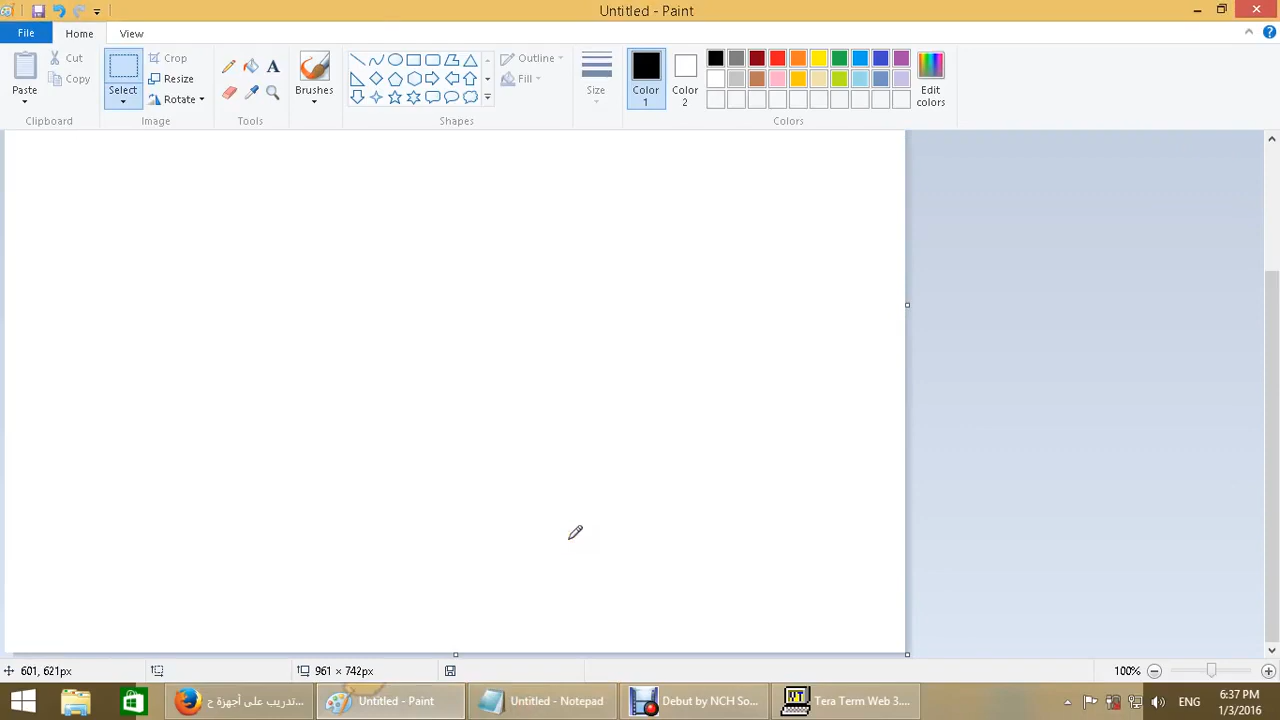 Untitled - Paint
File
Home
View
Paste
Cut
Copy
Clipboard
Select
Crop
Resize
Rotate
Image
A
Tools
Brushes
Shapes
Outline
Fill
Size
Color 1
Color 2
Edit colors
Colors
601, 621px
961 × 742px
100%
تدريب على أجهزة ح...
Untitled - Paint
Untitled - Notepad
Debut by NCH So...
Tera Term Web 3....
ENG
6:37 PM
1/3/2016